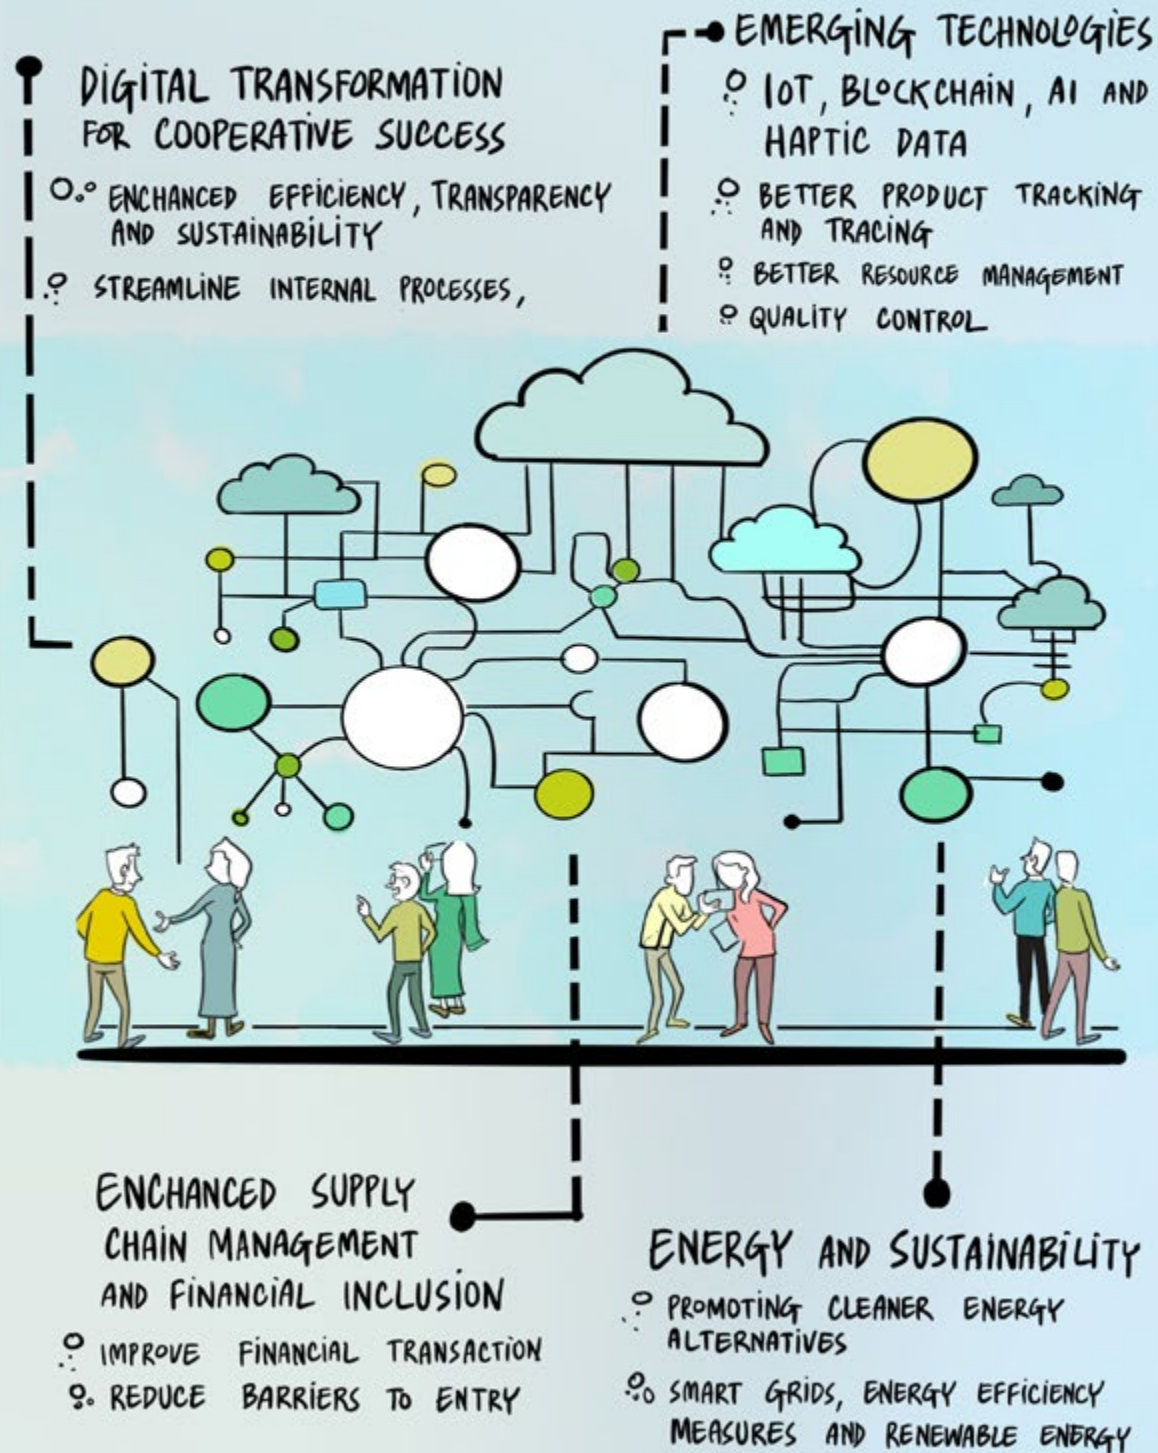 DIGITAL TRANSFORMATION
FOR COOPERATIVE SUCCESS
ENCHANCED EFFICIENCY, TRANSPARENCY
AND SUSTAINABILITY
STREAMLINE INTERNAL PROCESSES,
EMERGING TECHNOLOGIES
IOT, BLOCKCHAIN, AI AND
HAPTIC DATA
BETTER PRODUCT TRACKING
AND TRACING
BETTER RESOURCE MANAGEMENT
QUALITY CONTROL
ENCHANCED SUPPLY
CHAIN MANAGEMENT
AND FINANCIAL INCLUSION
IMPROVE FINANCIAL TRANSACTION
REDUCE BARRIERS TO ENTRY
ENERGY AND SUSTAINABILITY
PROMOTING CLEANER ENERGY
ALTERNATIVES
SMART GRIDS, ENERGY EFFICIENCY
MEASURES AND RENEWABLE ENERGY